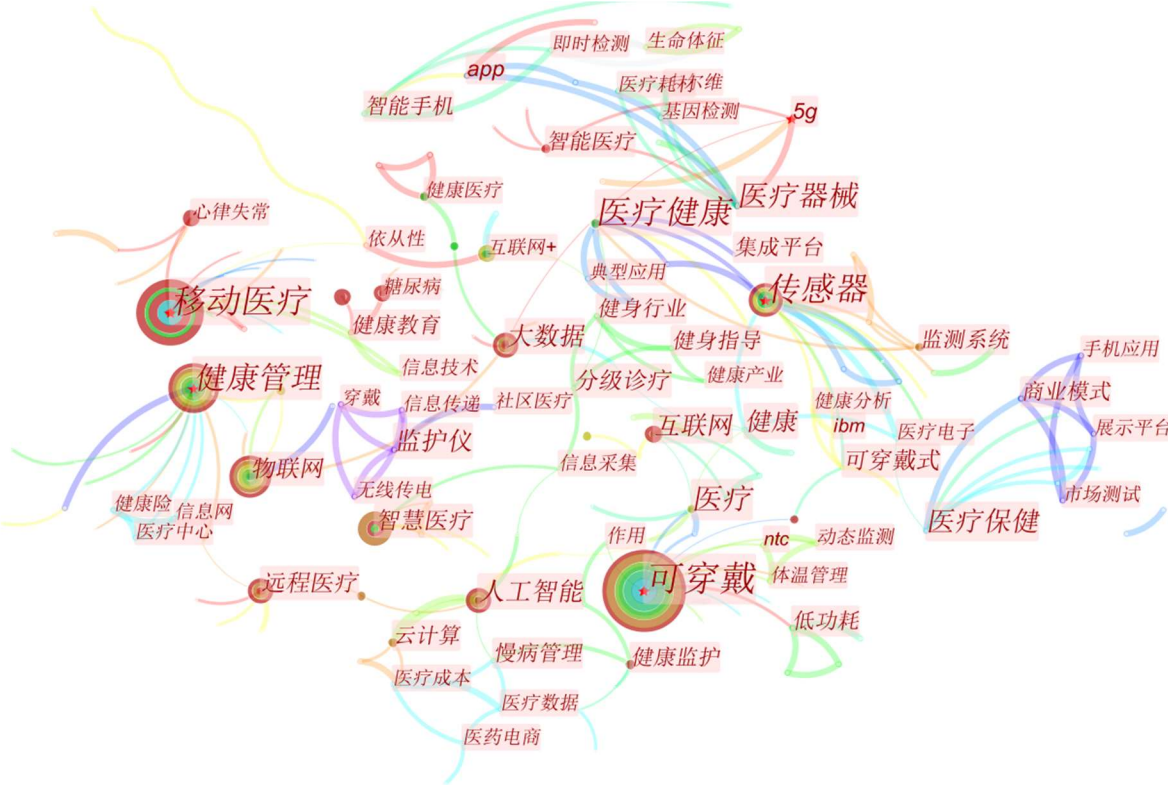 即时检测
生命体征
app
医疗耗材
智能手机
基因检测
5g
智能医疗
健康医疗
医疗器械
心律失常
医疗健康
依从性
互联网+
集成平台
典型应用
糖尿病
传感器
移动医疗
健身行业
健康教育
大数据
健身指导
监测系统
手机应用
信息技术
健康管理
分级诊疗
健康产业
商业模式
穿戴
信息传递
社区医疗
健康分析
监护仪
互联网
健康
ibm
医疗电子
展示平台
信息采集
可穿戴式
物联网
无线传电
医疗
市场测试
健康险
信息网
医疗中心
智慧医疗
医疗保健
作用
ntc
动态监测
远程医疗
人工智能
可穿戴
体温管理
低功耗
云计算
慢病管理
健康监护
医疗成本
医疗数据
医药电商